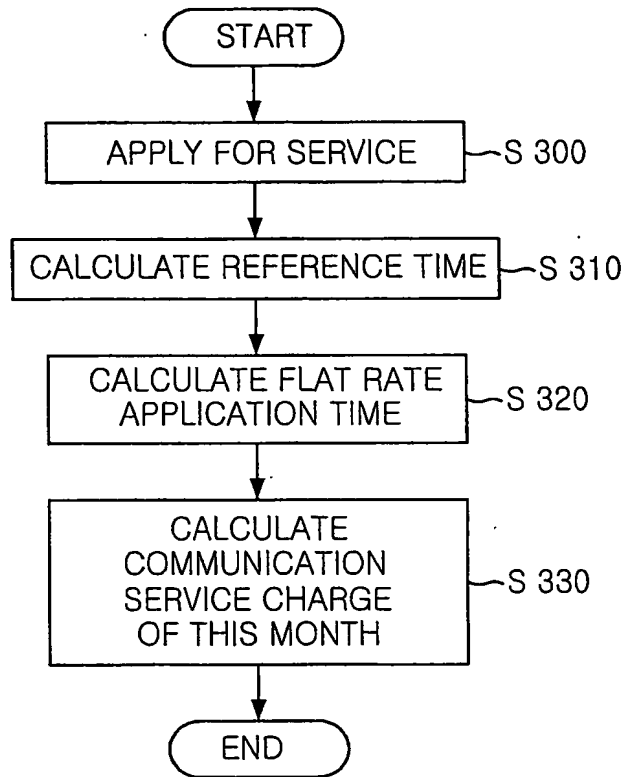 START
APPLY FOR SERVICE
S 300
CALCULATE REFERENCE TIME
S 310
CALCULATE FLAT RATE
APPLICATION TIME
S 320
CALCULATE
COMMUNICATION
SERVICE CHARGE
OF THIS MONTH
S 330
END